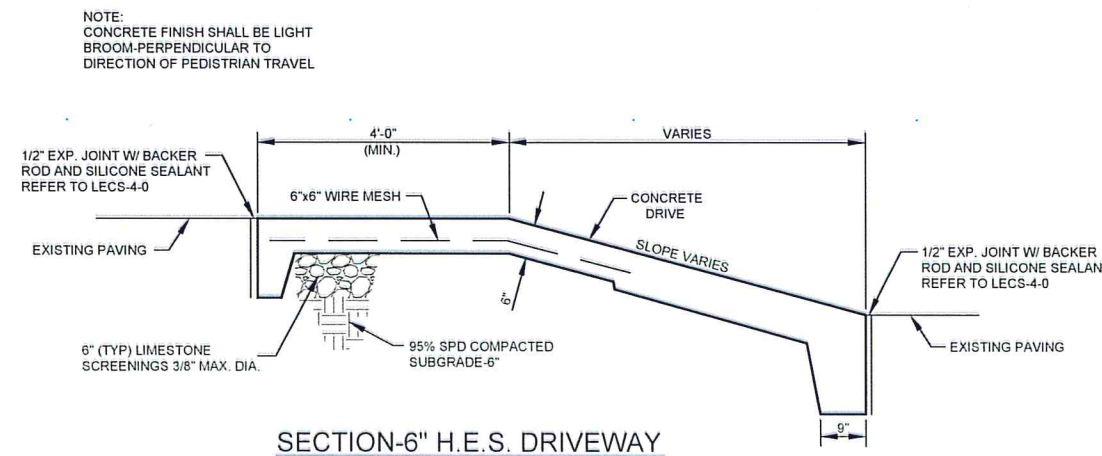 NOTE:
CONCRETE FINISH SHALL BE LIGHT
BROOM-PERPENDICULAR TO
DIRECTION OF PEDISTRIAN TRAVEL
4'-0"
(MIN.)
VARIES
1/2" EXP. JOINT W/ BACKER
ROD AND SILICONE SEALANT
REFER TO LECS-4-0
6"x6" WIRE MESH
CONCRETE
DRIVE
EXISTING PAVING
SLOPE VARIES
1/2" EXP. JOINT W/ BACKER
ROD AND SILICONE SEALAN
REFER TO LECS-4-0
6"
6" (TYP) LIMESTONE
SCREENINGS 3/8" MAX. DIA.
95% SPD COMPACTED
SUBGRADE-6"
EXISTING PAVING
9"
SECTION-6" H.E.S. DRIVEWAY